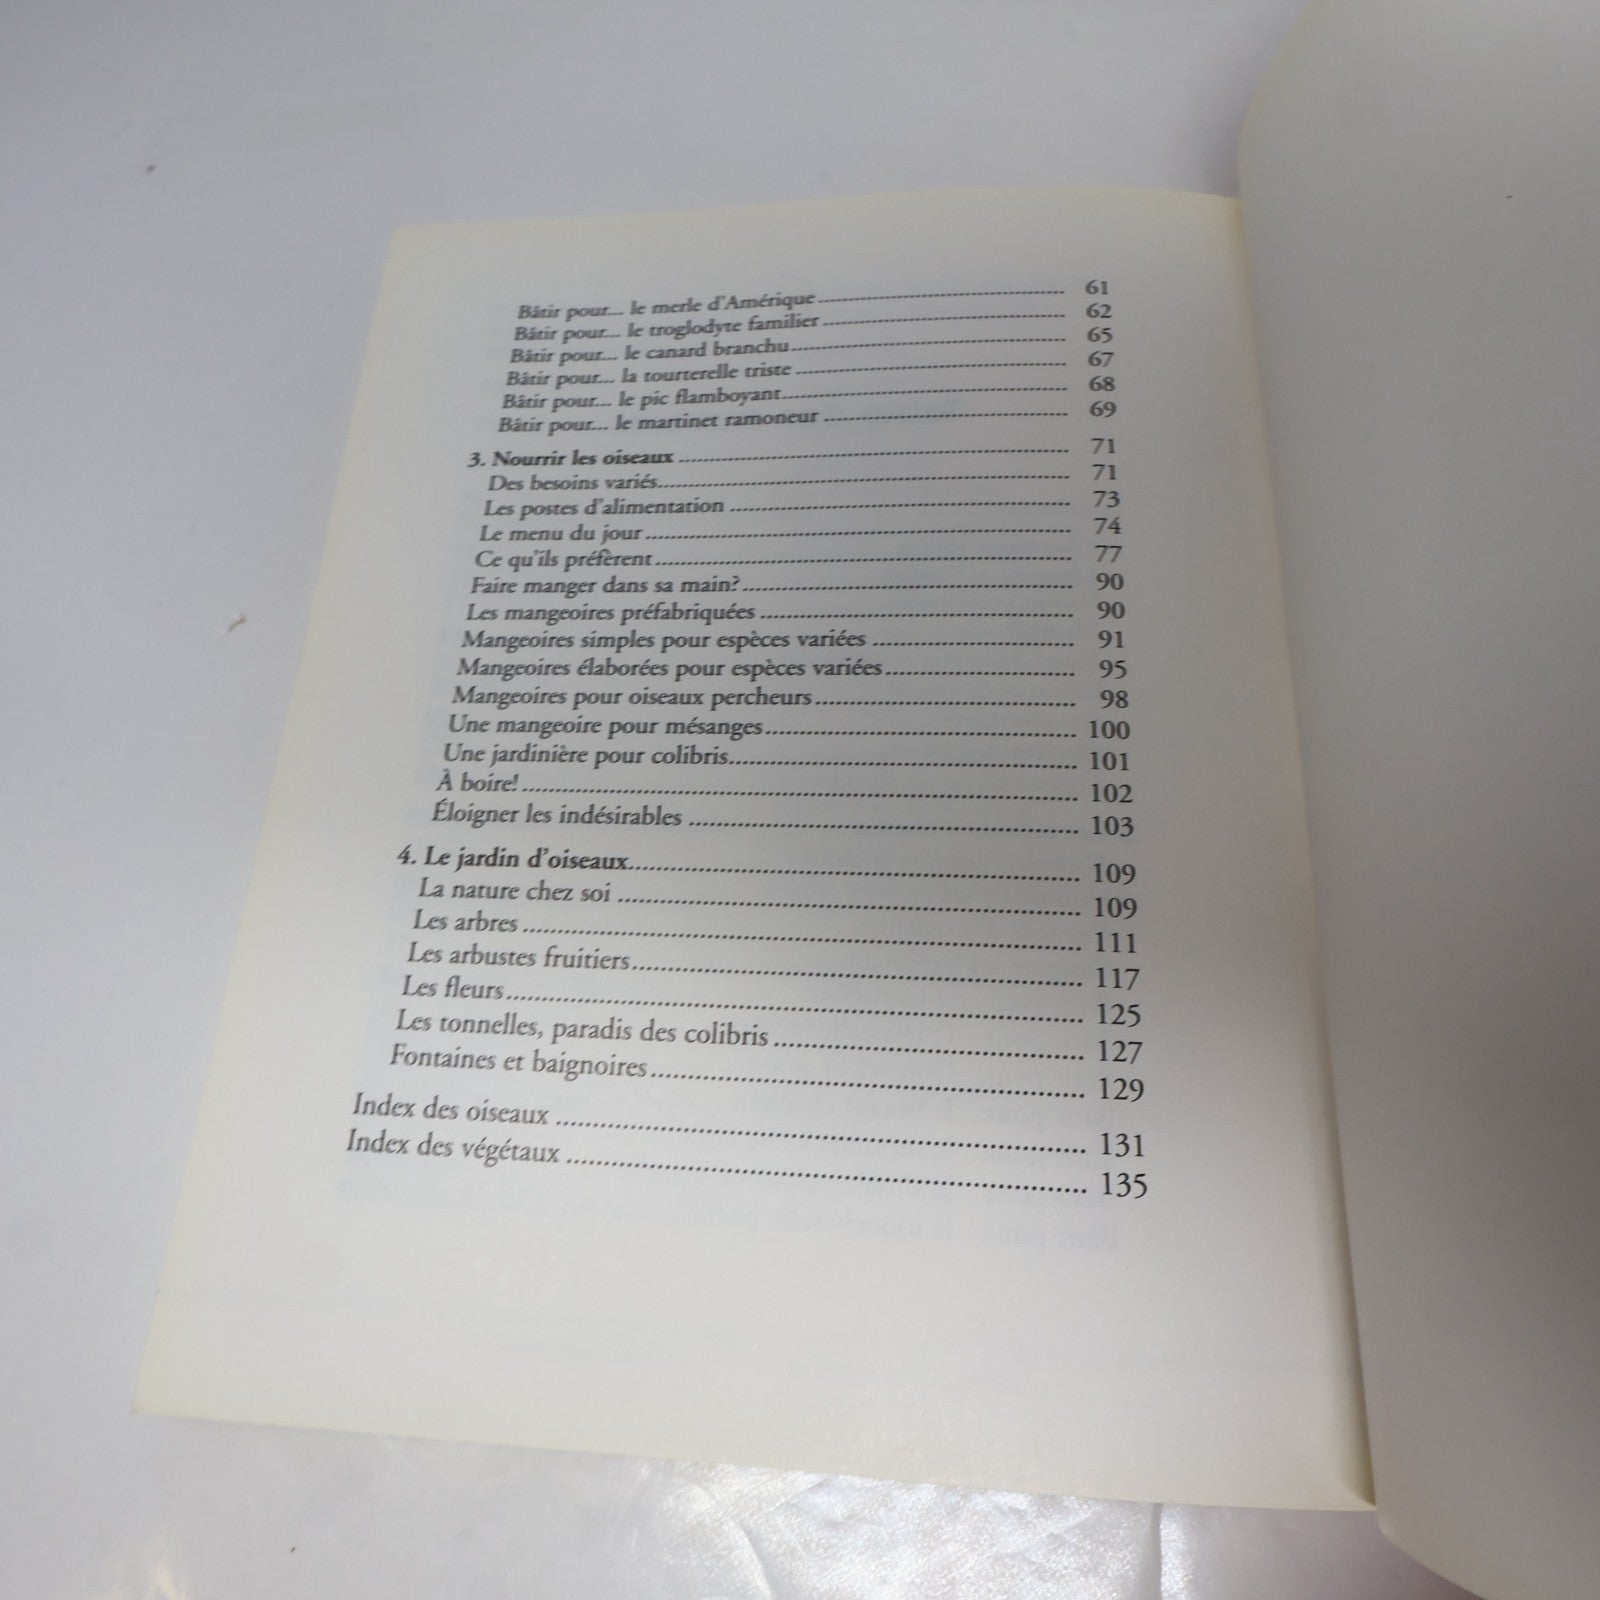 Bâtir pour... le merle d'Amérique 61
Bâtir pour... le troglodyte familier 62
Bâtir pour... le canard branchu 65
Bâtir pour... la tourterelle triste 67
Bâtir pour... le pic flamboyant 68
Bâtir pour... le martinet ramoneur 69
3. Nourrir les oiseaux 71
Des besoins variés 71
Les postes d'alimentation 73
Le menu du jour 74
Ce qu'ils préfèrent 77
Faire manger dans sa main? 90
Les mangeoires préfabriquées 90
Mangeoires simples pour espèces variées 91
Mangeoires élaborées pour espèces variées 95
Mangeoires pour oiseaux percheurs 98
Une mangeoire pour mésanges 100
Une jardinière pour colibris 101
À boire! 102
Éloigner les indésirables 103
4. Le jardin d'oiseaux 109
La nature chez soi 109
Les arbres 111
Les arbustes fruitiers 117
Les fleurs 125
Les tonnelles, paradis des colibris 127
Fontaines et baignoires 129
Index des oiseaux 131
Index des végétaux 135